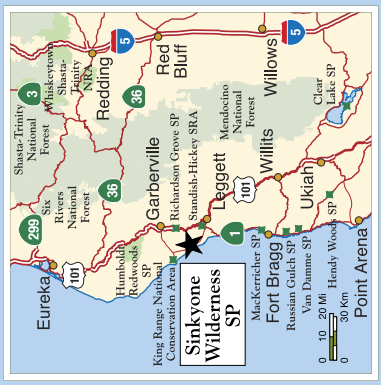 Shasta-Trinity
National
Forest
3
Whiskeytown
Shasta-
Trinity
NRA
5
Redding
Red
Bluff
Willows
5
36
299
Six
Rivers
National
Forest
36
Eureka
101
Humboldt
Redwoods
SP
King Range National
Conservation Area
Garberville
Richardson Grove SP
Standish-Hickey SRA
Leggett
Mendocino
National
Forest
Clear
Lake SP
101
Willits
Ukiah
1
Sinkyone
Wilderness
SP
MacKerricher SP
Fort Bragg
Russian Gulch SP
Van Damme SP
Hendy Woods SP
Point Arena
0 10 20 Mi
0 30 Km